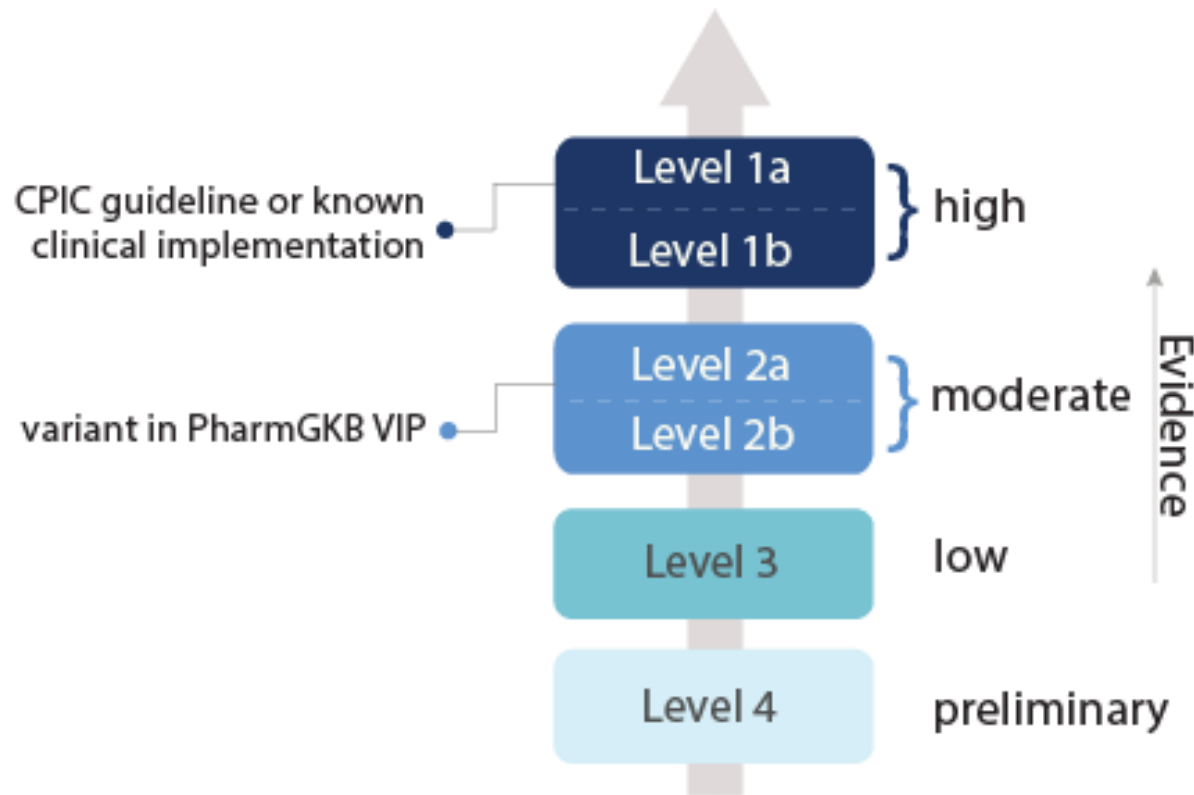 Level 1a
CPIC guideline or known
clinical implementation
high
Level 1b
Level 2a
moderate
variant in PharmGKB VIP
Level 2b
Evidence
Level 3
low
Level 4
preliminary